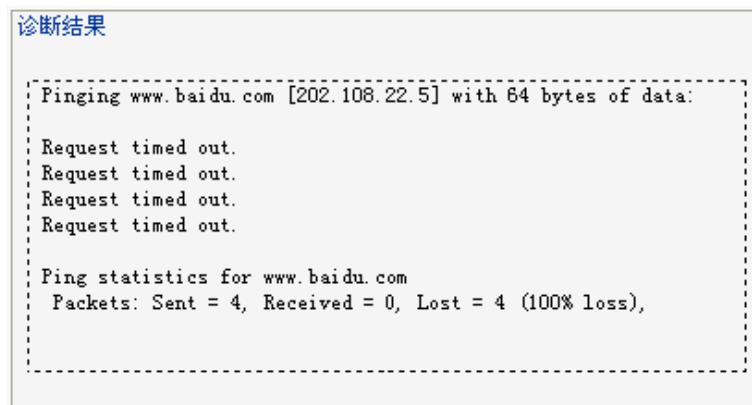 诊断结果
Pinging www.baidu.com [202.108.22.5] with 64 bytes of data:
Request timed out.
Request timed out.
Request timed out.
Request timed out.
Ping statistics for www.baidu.com
Packets: Sent = 4, Received = 0, Lost = 4 (100% loss),